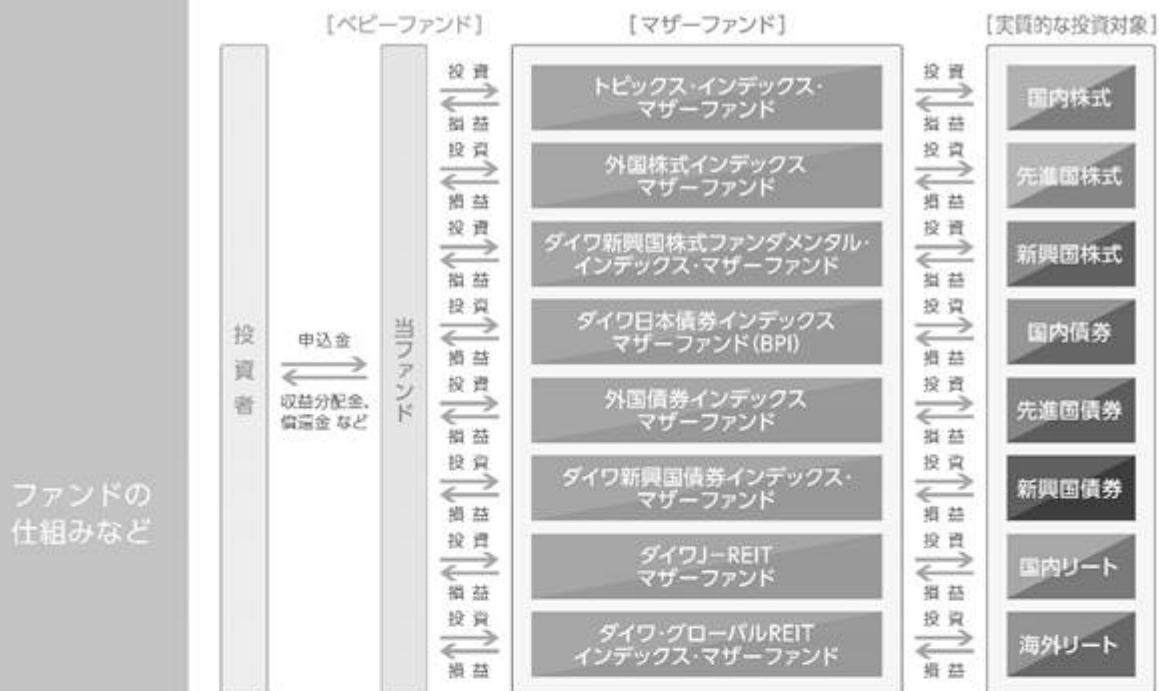 [ベビーファンド]
[マザーファンド]
[実質的な投資対象]
ファンドの
仕組みなど
投資者
申込金
収益分配金、
償還金 など
当ファンド
投資
損益
トピックス・インデックス・
マザーファンド
投資
損益
国内株式
投資
損益
外国株式インデックス
マザーファンド
投資
損益
先進国株式
投資
損益
ダイワ新興国株式ファンダメンタル・
インデックス・マザーファンド
投資
損益
新興国株式
投資
損益
ダイワ日本債券インデックス
マザーファンド(BPI)
投資
損益
国内債券
投資
損益
外国債券インデックス
マザーファンド
投資
損益
先進国債券
投資
損益
ダイワ新興国債券インデックス・
マザーファンド
投資
損益
新興国債券
投資
損益
ダイワJ-REIT
マザーファンド
投資
損益
国内リート
投資
損益
ダイワ・グローバルREIT
インデックス・マザーファンド
投資
損益
海外リート